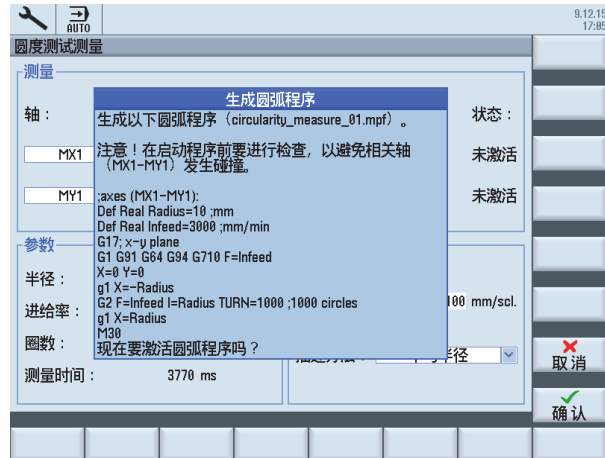 AUTO
9.12.15
17:05
圆度测试测量
测量
轴：
状态：
MX1
未激活
MY1
未激活
生成圆弧程序
生成以下圆弧程序（circularity_measure_01.mpf）。
注意！在启动程序前要进行检查，以避免相关轴
（MX1-MY1）发生碰撞。
;axes (MX1-MY1):
Def Real Radius=10 ;mm
Def Real Infeed=3000 ;mm/min
G17; x-y plane
G1 G91 G64 G94 G710 F=Infeed
X=0 Y=0
g1 X=-Radius
G2 F=Infeed I=Radius TURN=1000 ;1000 circles
g1 X=Radius
M30
现在要激活圆弧程序吗？
参数
半径：
进给率：
100 mm/scl.
圈数：
径
测量时间：
3770 ms
取消
确认